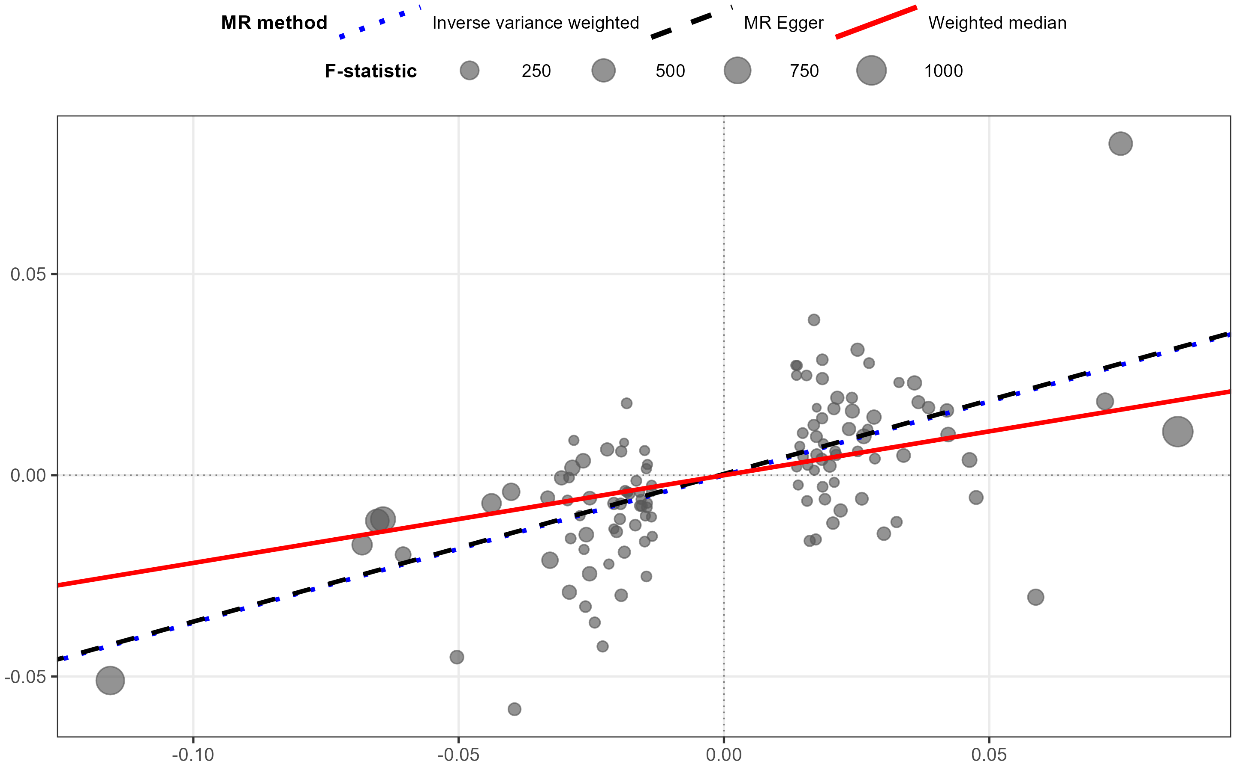 MR method Inverse variance weighted MR Egger Weighted median
F-statistic 250 500 750 1000
0.05
0.00
-0.05
-0.10 -0.05 0.00 0.05